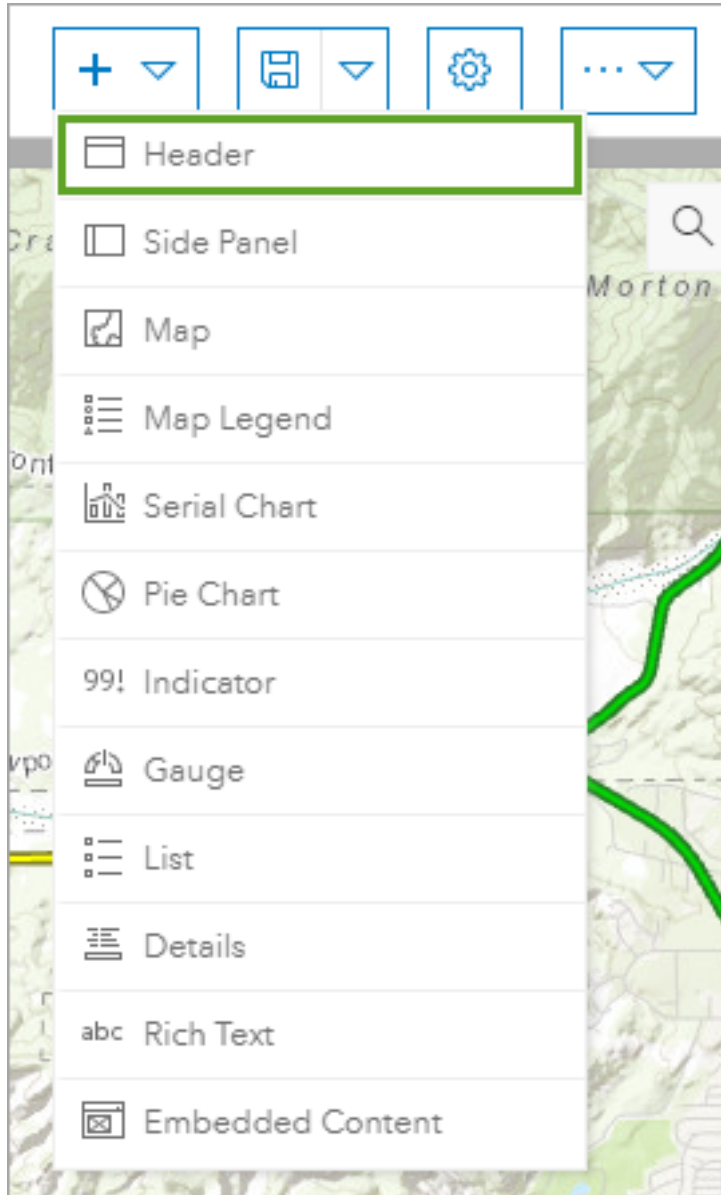 Header
Side Panel
Morton
Map
Map Legend
Serial Chart
Pie Chart
99! Indicator
Gauge
List
Details
abc Rich Text
Embedded Content